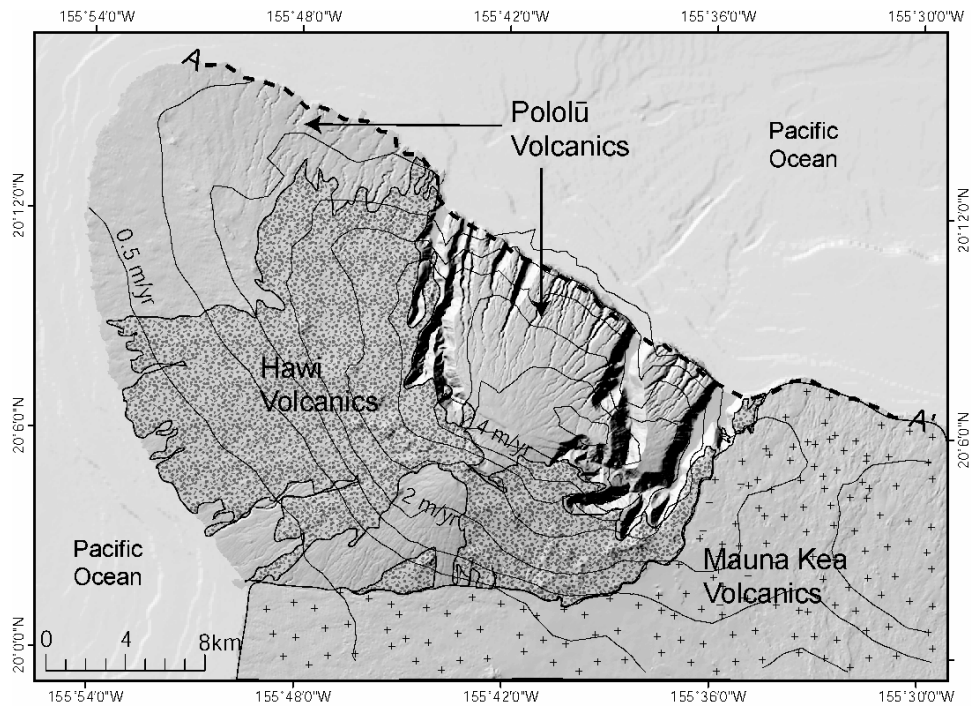 155°54'0"W 155°48'0"W 155°42'0"W 155°36'0"W 155°30'0"W
A
Pololū
Volcanics
Pacific
Ocean
20°12'0"N
20°12'0"N
0.5 m/yr
Hawi
Volcanics
4 m/yr
20°6'0"N
A'
20°6'0"N
2 m/yr
Pacific
Ocean
Mauna Kea
Volcanics
0 4 8km
20°0'0"N
20°0'0"N
155°54'0"W 155°48'0"W 155°42'0"W 155°36'0"W 155°30'0"W